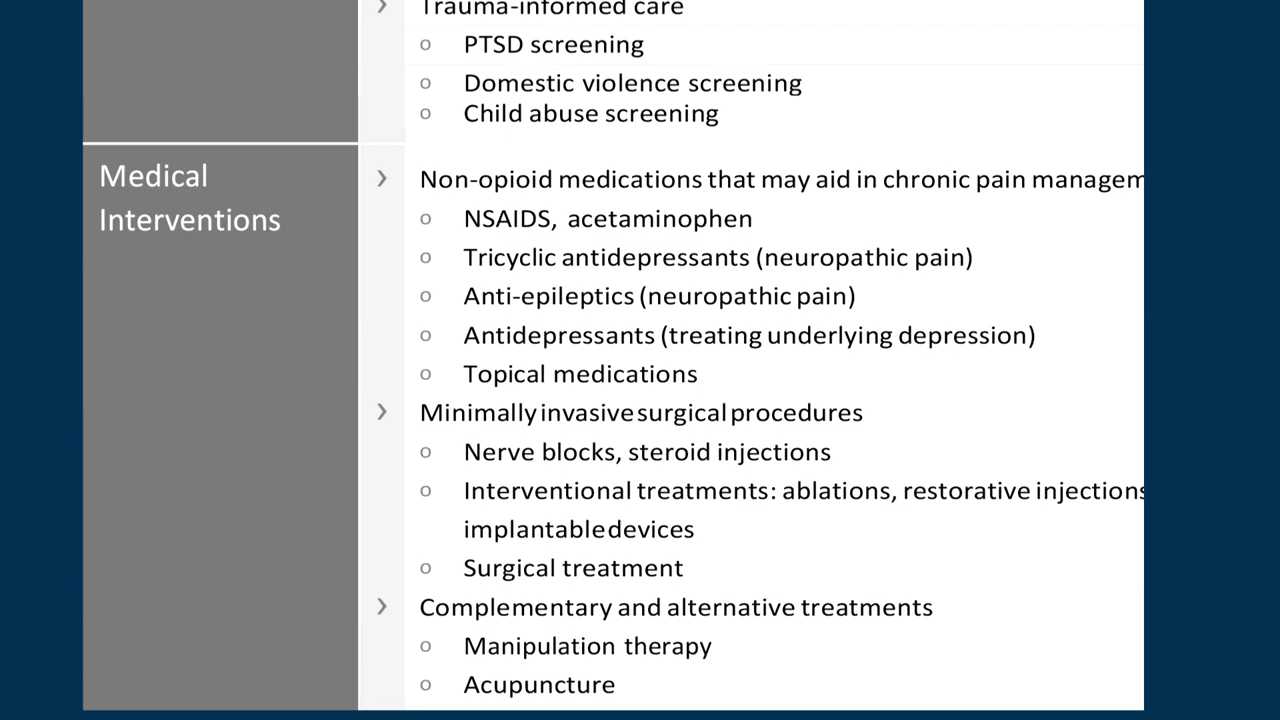 Trauma-informed care
o PTSD screening
o Domestic violence screening
o Child abuse screening
Medical
Interventions
› Non-opioid medications that may aid in chronic pain managem
o NSAIDS, acetaminophen
o Tricyclic antidepressants (neuropathic pain)
o Anti-epileptics (neuropathic pain)
o Antidepressants (treating underlying depression)
o Topical medications
› Minimally invasive surgical procedures
o Nerve blocks, steroid injections
o Interventional treatments: ablations, restorative injections
implantable devices
o Surgical treatment
› Complementary and alternative treatments
o Manipulation therapy
o Acupuncture